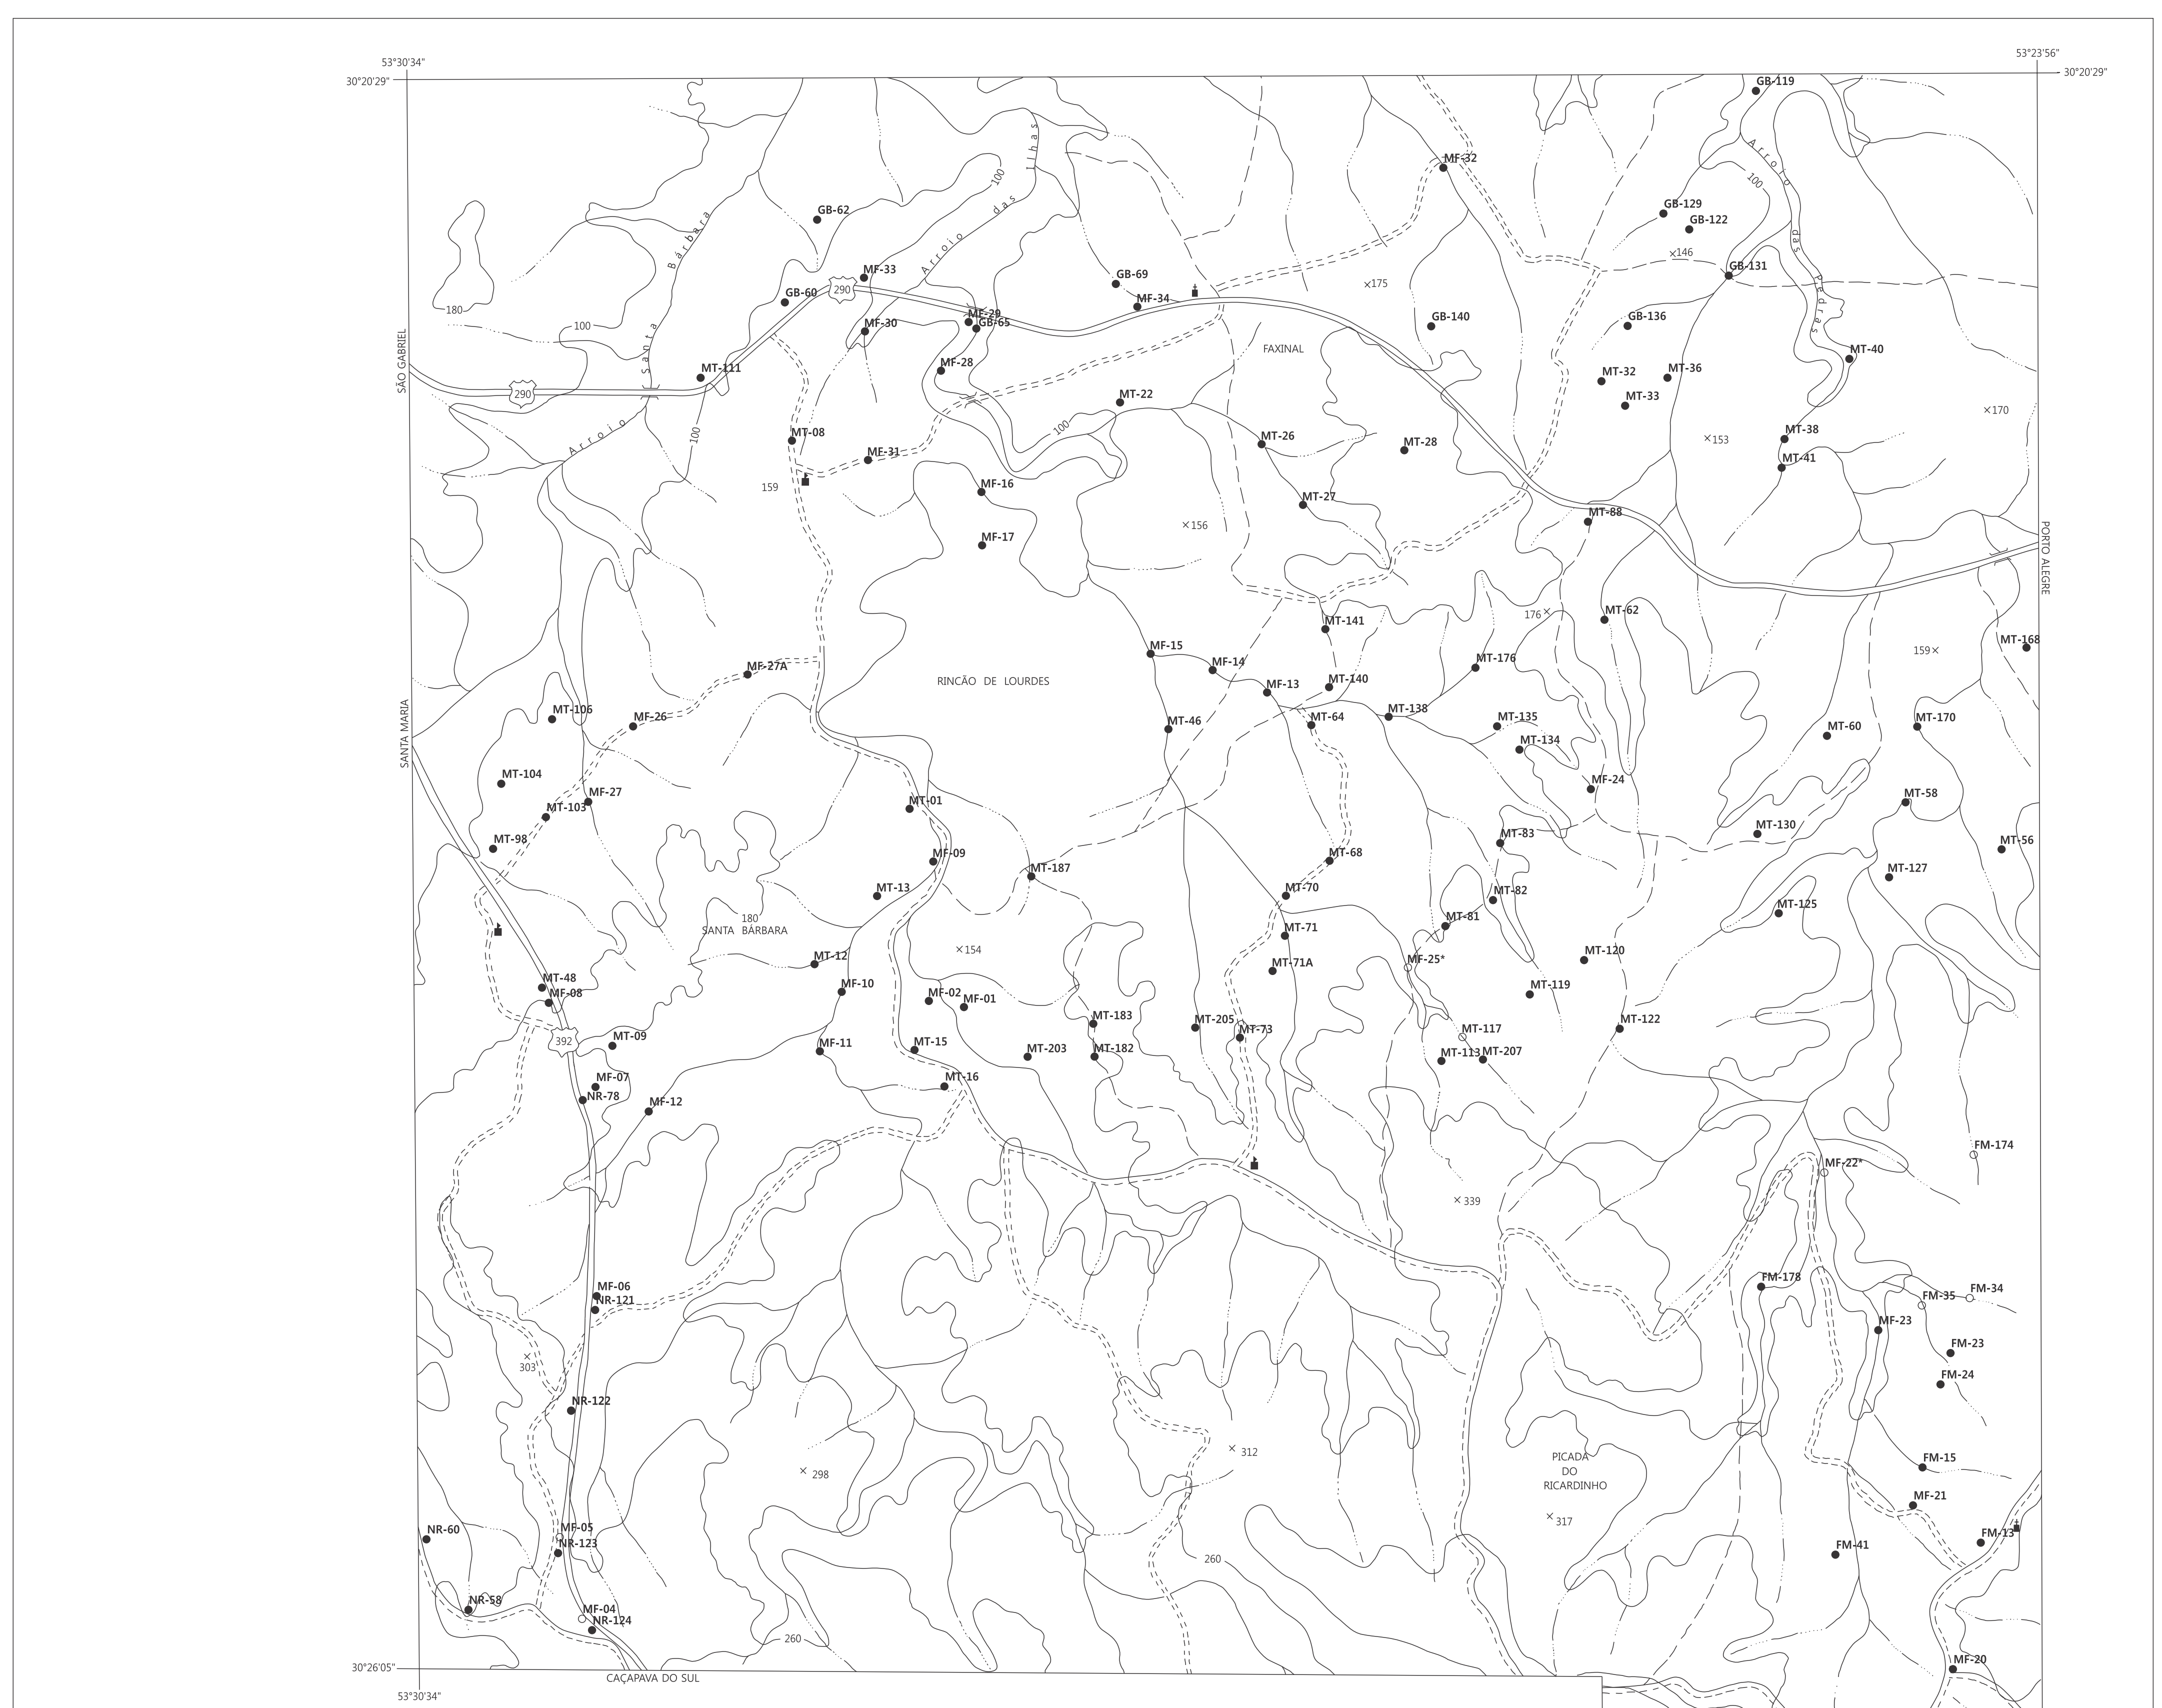 53°30'34"
53°23'56"
30°20'29"
30°20'29"
GB-119
Arroio das Ilhas
Arroio das Pedras
MF-32
100
100
GB-62
GB-129
GB-122
Arroio Santa Bárbara
146
MF-33
GB-131
GB-69
175
290
GB-60
MF-34
180
MF-29
GB-65
100
MF-30
GB-140
GB-136
SÃO GABRIEL
FAXINAL
MT-40
MF-28
MT-111
MT-32
MT-36
290
MT-22
MT-33
170
100
100
MT-08
MT-26
MT-28
153
MT-38
MF-31
MT-41
159
MF-16
MT-27
156
MT-88
MF-17
PORTO ALEGRE
176
MT-62
MT-141
MT-168
MF-15
159
MF-27A
MF-14
MT-176
RINCÃO DE LOURDES
MF-13
MT-140
MT-106
MF-26
MT-46
MT-64
MT-138
MT-135
MT-170
MT-60
SANTA MARIA
MT-134
MT-104
MF-24
MF-27
MT-58
MT-103
MT-01
MT-130
MT-83
MT-98
MT-56
MF-09
MT-68
MT-187
MT-127
MT-13
MT-70
MT-82
MT-125
180
SANTA BÁRBARA
MT-81
MT-71
154
MT-12
MT-71A
MF-25*
MT-120
MT-48
MF-10
MT-119
MF-08
MF-02
MF-01
MT-183
MT-205
MT-73
MT-117
MT-122
392
MT-09
MF-11
MT-15
MT-203
MT-182
MT-113
MT-207
MF-07
MT-16
NR-78
MF-12
FM-174
MF-22*
339
FM-178
MF-06
FM-34
NR-121
FM-35
MF-23
303
FM-23
FM-24
NR-122
312
PICADA
DO
RICARDINHO
FM-15
298
MF-21
317
NR-60
MF-05
FM-13
NR-123
FM-41
260
NR-58
MF-04
NR-124
260
MF-20
30°26'05"
CAÇAPAVA DO SUL
53°30'34"